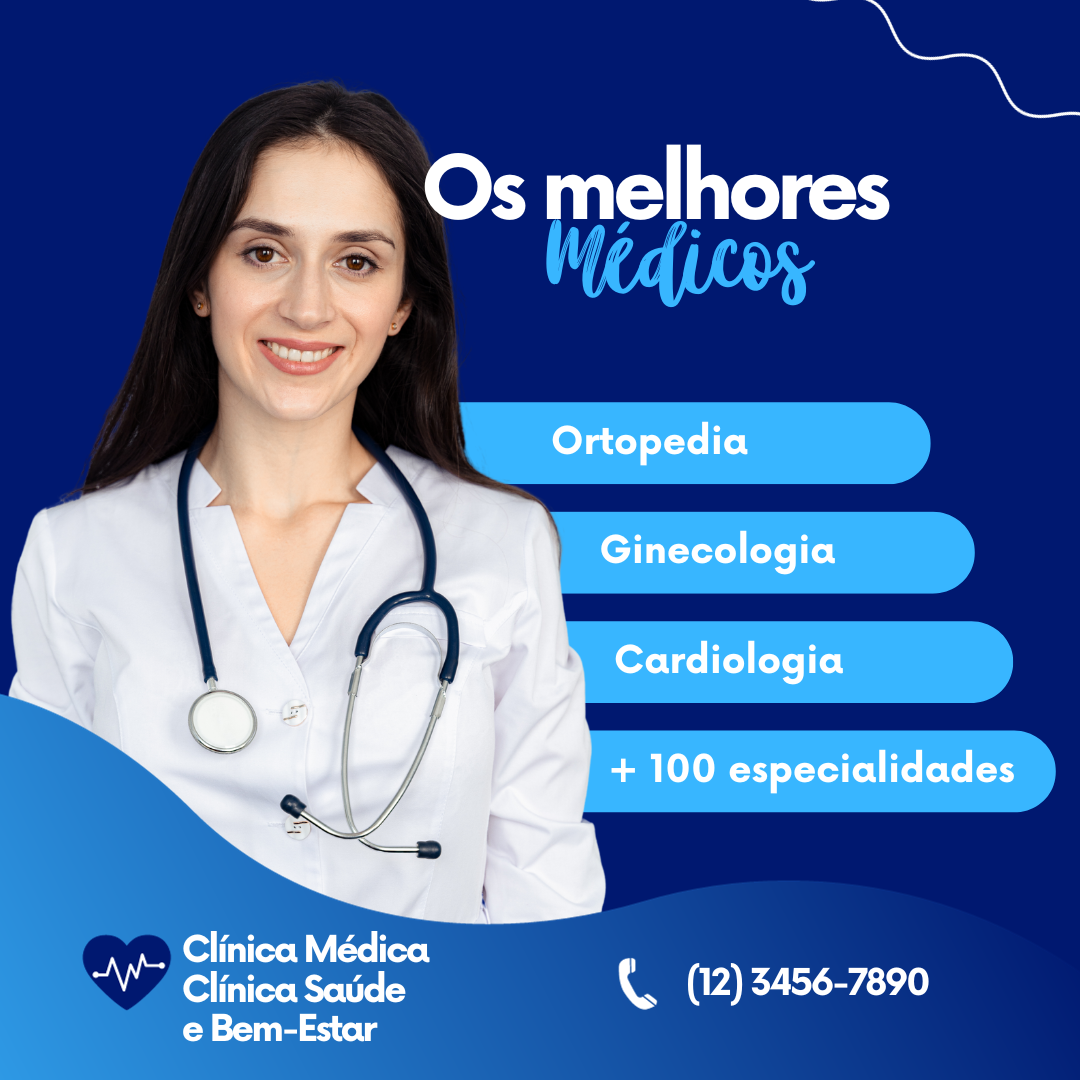 Os melhores
Médicos
Ortopedia
Ginecologia
Cardiologia
+ 100 especialidades
Clínica Médica
Clínica Saúde
e Bem-Estar
(12) 3456-7890